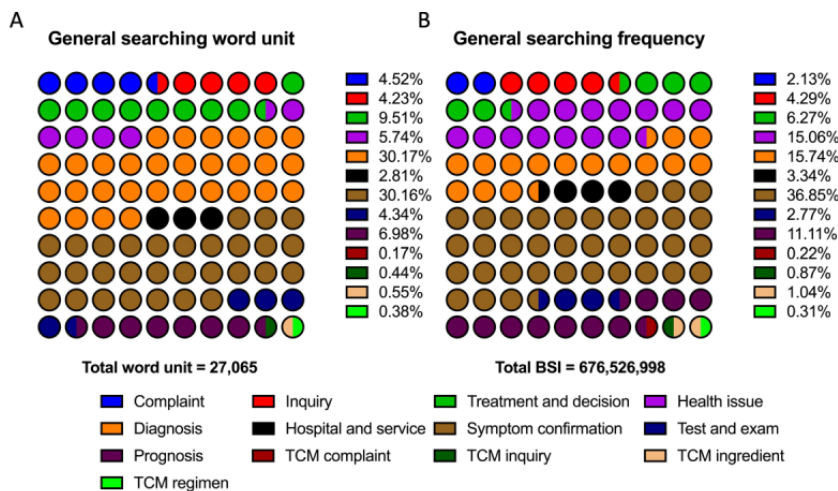 A
General searching word unit
4.52%
4.23%
9.51%
5.74%
30.17%
2.81%
30.16%
4.34%
6.98%
0.17%
0.44%
0.55%
0.38%
Total word unit = 27,065
B
General searching frequency
2.13%
4.29%
6.27%
15.06%
15.74%
3.34%
36.85%
2.77%
11.11%
0.22%
0.87%
1.04%
0.31%
Total BSI = 676,526,998
Complaint Inquiry Treatment and decision Health issue
Diagnosis Hospital and service Symptom confirmation Test and exam
Prognosis TCM complaint TCM inquiry TCM ingredient
TCM regimen